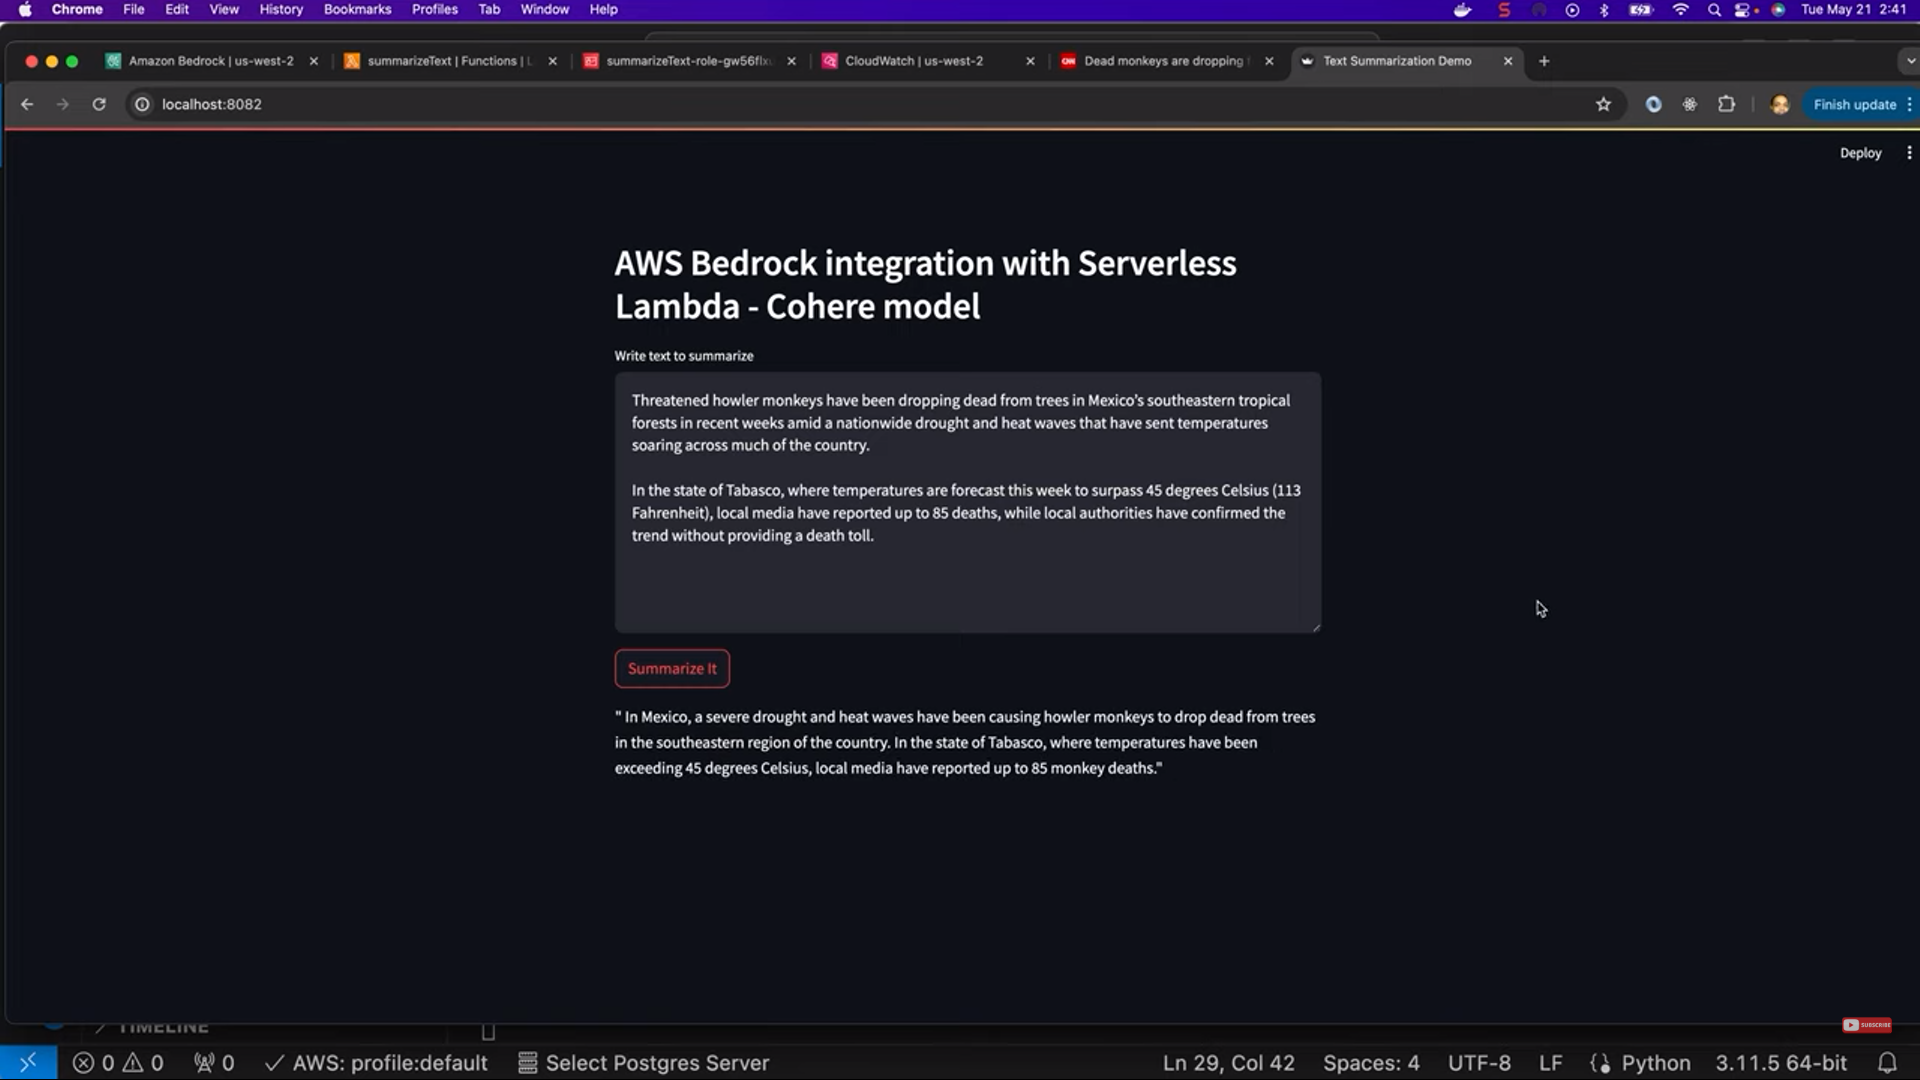 Chrome File Edit View History Bookmarks Profiles Tab Window Help Tue May 21 2:41
Amazon Bedrock | us-west-2 summarizeText | Functions | L summarizeText-role-gw56flx CloudWatch | us-west-2 CNN Dead monkeys are dropping Text Summarization Demo
localhost:8082 Finish update
Deploy
AWS Bedrock integration with Serverless
Lambda - Cohere model
Write text to summarize
Threatened howler monkeys have been dropping dead from trees in Mexico’s southeastern tropical
forests in recent weeks amid a nationwide drought and heat waves that have sent temperatures
soaring across much of the country.
In the state of Tabasco, where temperatures are forecast this week to surpass 45 degrees Celsius (113
Fahrenheit), local media have reported up to 85 deaths, while local authorities have confirmed the
trend without providing a death toll.
Summarize It
" In Mexico, a severe drought and heat waves have been causing howler monkeys to drop dead from trees
in the southeastern region of the country. In the state of Tabasco, where temperatures have been
exceeding 45 degrees Celsius, local media have reported up to 85 monkey deaths."
SUBSCRIBE
TIMELINE
0 0 0 AWS: profile:default Select Postgres Server Ln 29, Col 42 Spaces: 4 UTF-8 LF Python 3.11.5 64-bit